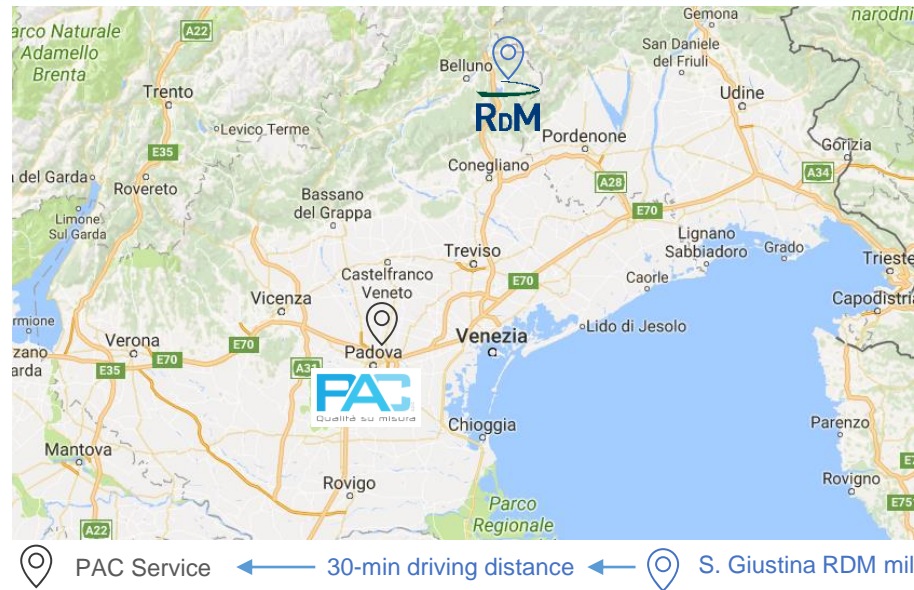 arco Naturale
Adamello
Brenta
A22
Gemona
narodni
San Daniele
del Friuli
Belluno
RDM
Trento
Udine
Levico Terme
Pordenone
E35
Gorizia
del Garda
Rovereto
Conegliano
A34
A28
Limone
Sul Garda
Bassano
del Grappa
E70
Lignano
Sabbiadoro
Grado
Treviso
Trieste
Castelfranco
Veneto
E70
Caorle
Vicenza
Capodistria
rmione
Verona
E70
Venezia
Lido di Jesolo
Padova
zano
arda
E35
E70
A31
PAC
Qualità su misura
Chioggia
Parenzo
Mantova
E7
Rovigo
Rovigno
Parco
Regionale
E75
A22
PAC Service
30-min driving distance
S. Giustina RDM mil